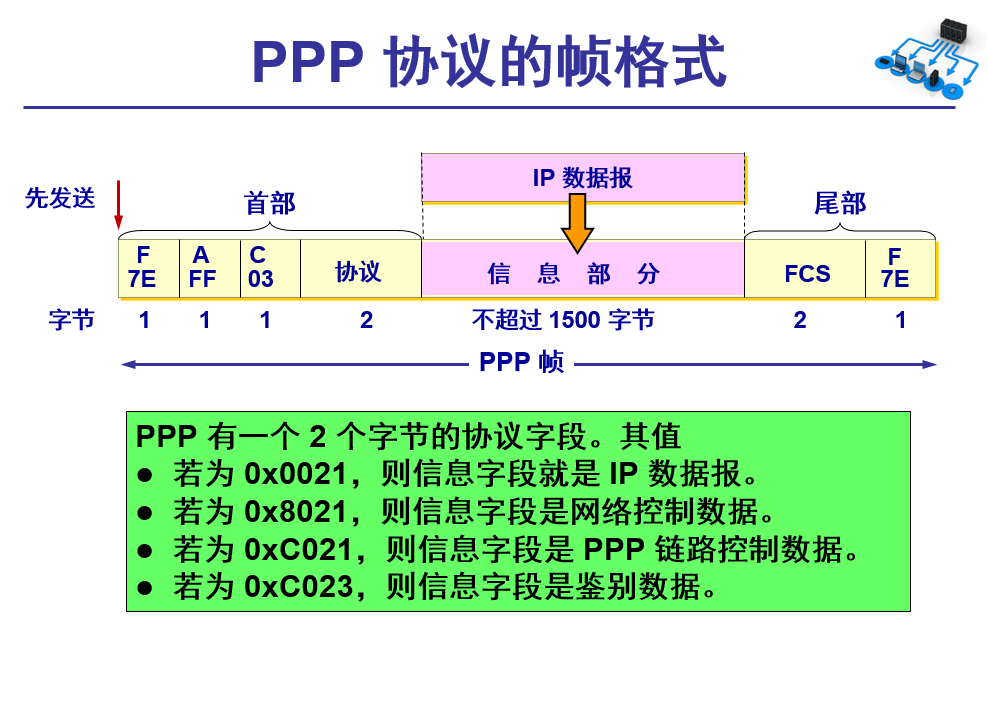 PPP 协议的帧格式
IP 数据报
先发送
首部
尾部
F
7E
A
FF
C
03
协议
信 息 部 分
FCS
F
7E
字节
1
1
1
2
不超过 1500 字节
2
1
PPP 帧
PPP 有一个 2 个字节的协议字段。其值
● 若为 0x0021，则信息字段就是 IP 数据报。
● 若为 0x8021，则信息字段是网络控制数据。
● 若为 0xC021，则信息字段是 PPP 链路控制数据。
● 若为 0xC023，则信息字段是鉴别数据。